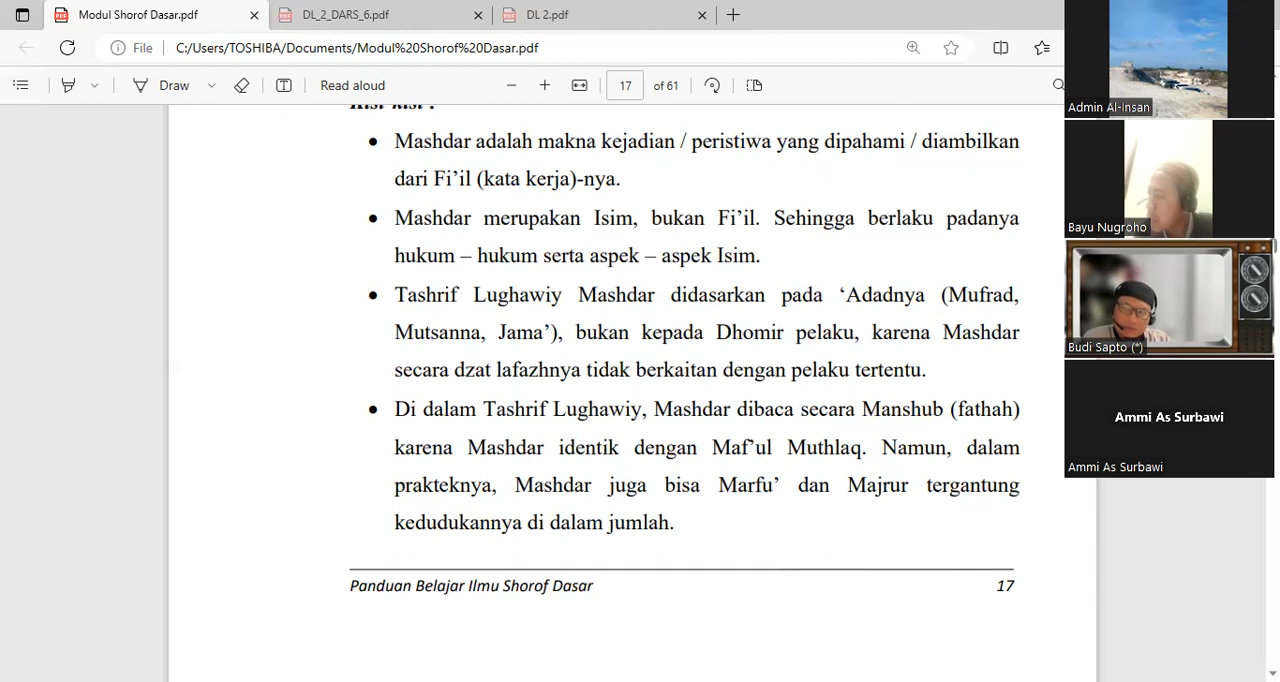 Modul Shorof Dasar.pdf
DL_2_DARS_6.pdf
DL 2.pdf
File
C:/Users/TOSHIBA/Documents/Modul%20Shorof%20Dasar.pdf
Draw
Read aloud
17
of 61
Kisi-kisi :
• Mashdar adalah makna kejadian / peristiwa yang dipahami / diambilkan
dari Fi’il (kata kerja)-nya.
• Mashdar merupakan Isim, bukan Fi’il. Sehingga berlaku padanya
hukum – hukum serta aspek – aspek Isim.
• Tashrif Lughawiy Mashdar didasarkan pada ‘Adadnya (Mufrad,
Mutsanna, Jama’), bukan kepada Dhomir pelaku, karena Mashdar
secara dzat lafazhnya tidak berkaitan dengan pelaku tertentu.
• Di dalam Tashrif Lughawiy, Mashdar dibaca secara Manshub (fathah)
karena Mashdar identik dengan Maf’ul Muthlaq. Namun, dalam
prakteknya, Mashdar juga bisa Marfu’ dan Majrur tergantung
kedudukannya di dalam jumlah.
Panduan Belajar Ilmu Shorof Dasar
17
Admin Al-Insan
Bayu Nugroho
Budi Sapto (*)
Ammi As Surbawi
Ammi As Surbawi